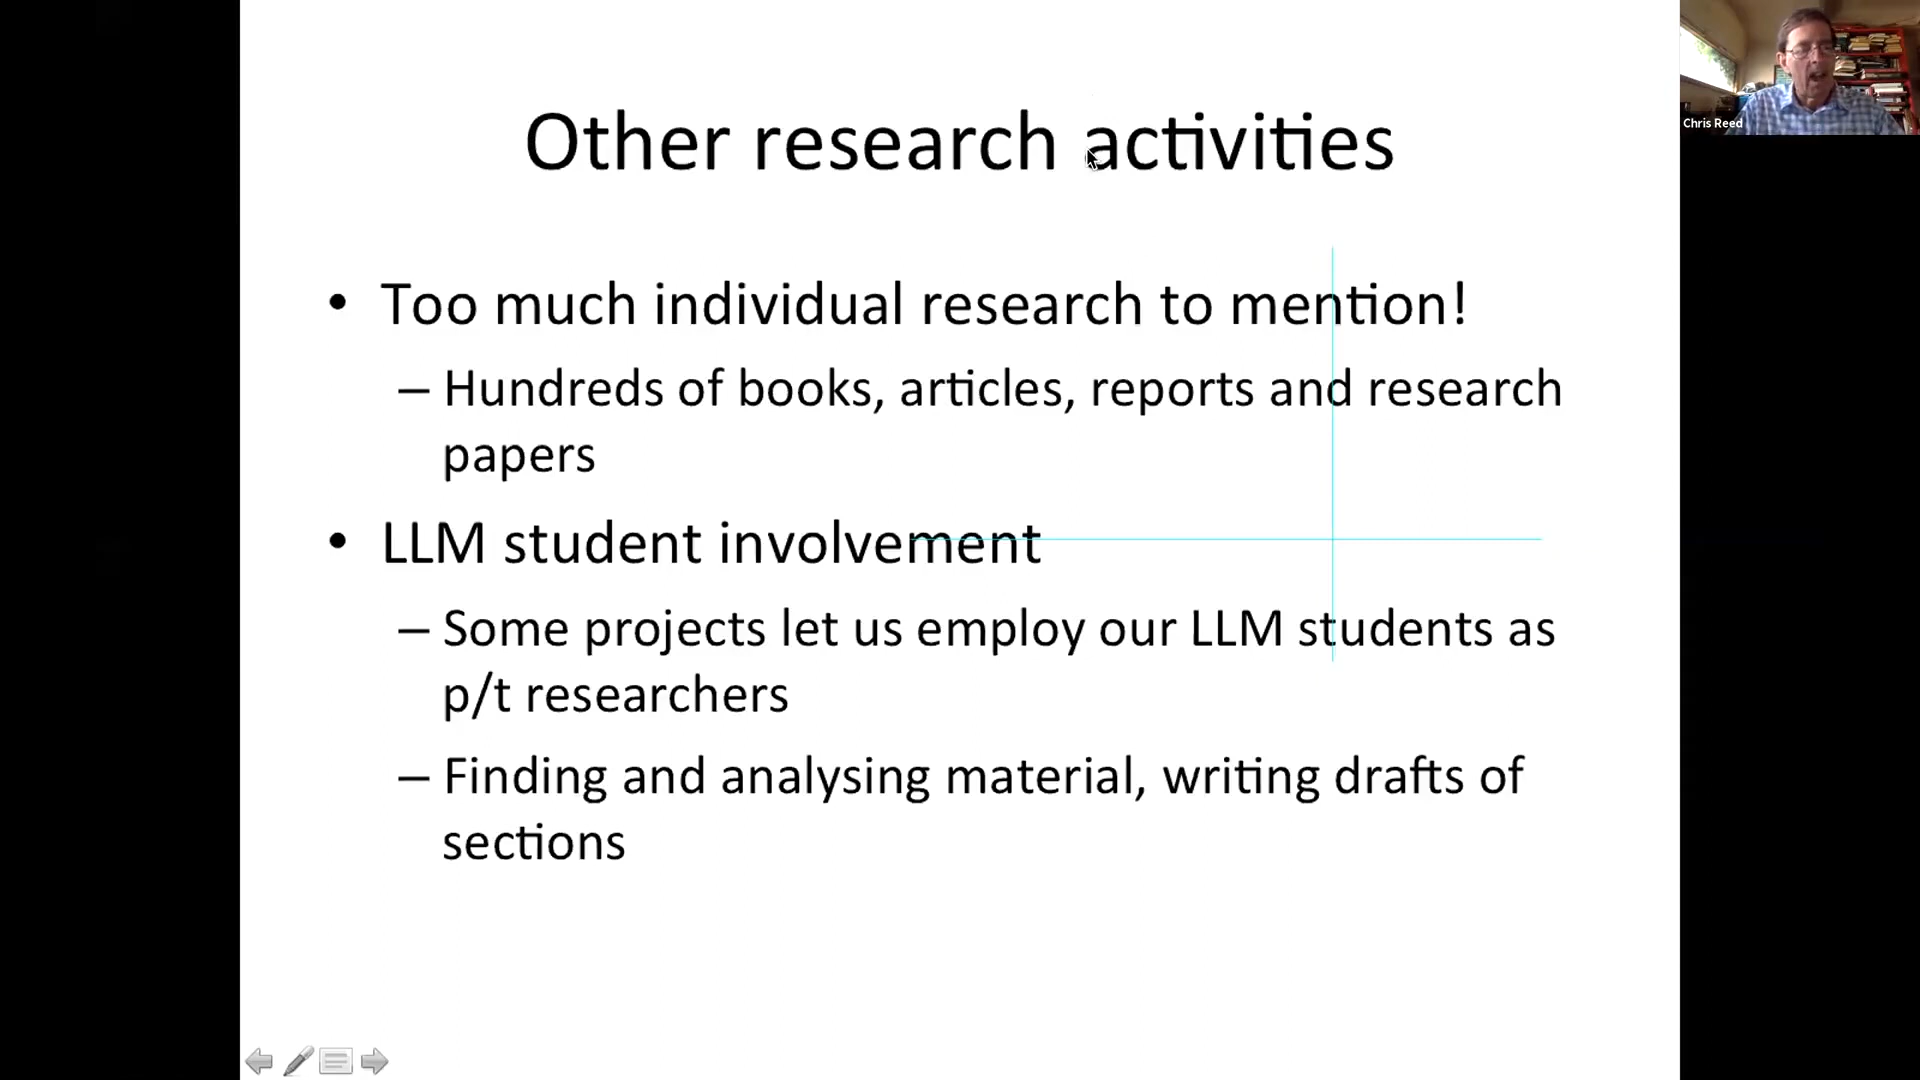 Other research activities
Chris Reed
• Too much individual research to mention!
– Hundreds of books, articles, reports and research
papers
• LLM student involvement
– Some projects let us employ our LLM students as
p/t researchers
– Finding and analysing material, writing drafts of
sections